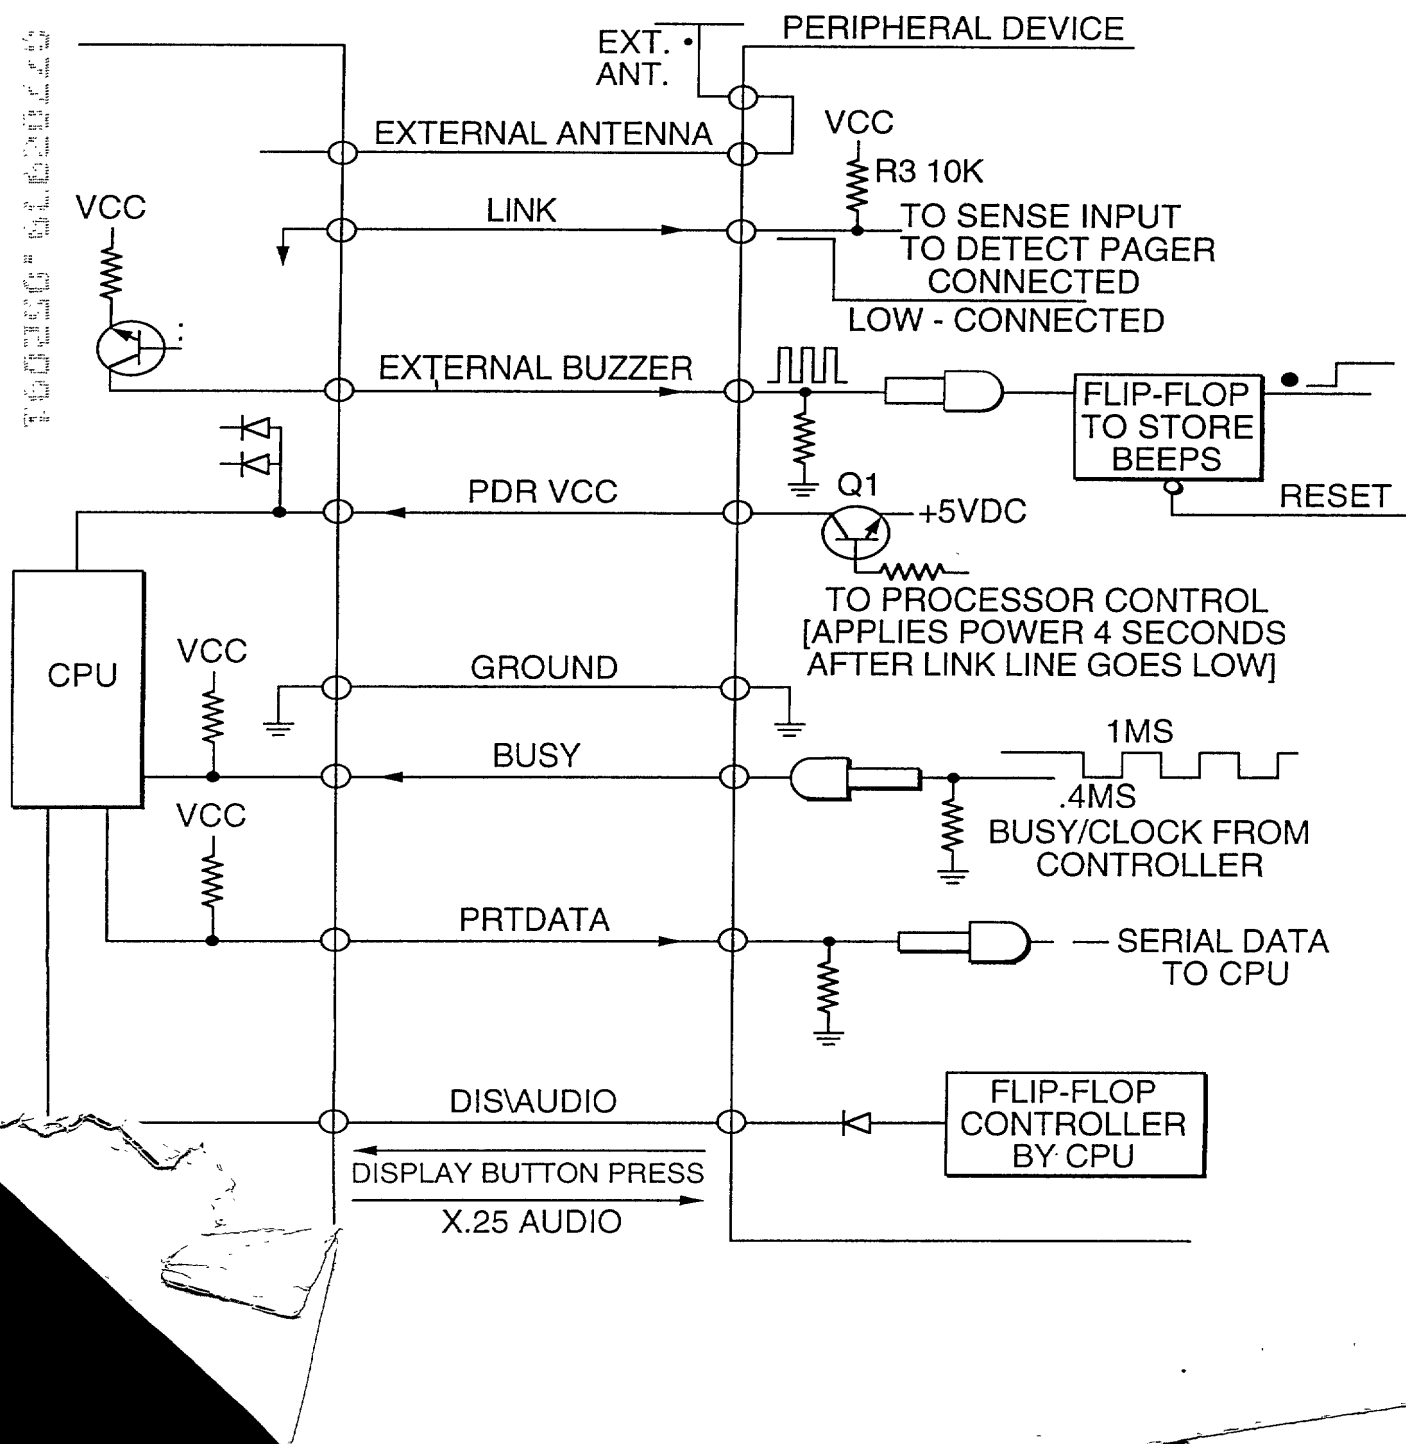 PERIPHERAL DEVICE
EXT.
ANT.
EXTERNAL ANTENNA
VCC
R3 10K
VCC
LINK
TO SENSE INPUT
TO DETECT PAGER
CONNECTED
LOW - CONNECTED
EXTERNAL BUZZER
FLIP-FLOP
TO STORE
BEEPS
RESET
PDR VCC
Q1
+5VDC
TO PROCESSOR CONTROL
[APPLIES POWER 4 SECONDS
AFTER LINK LINE GOES LOW]
CPU
VCC
GROUND
BUSY
1MS
.4MS
BUSY/CLOCK FROM
CONTROLLER
VCC
PRTDATA
SERIAL DATA
TO CPU
DIS\AUDIO
FLIP-FLOP
CONTROLLER
BY CPU
DISPLAY BUTTON PRESS
X.25 AUDIO